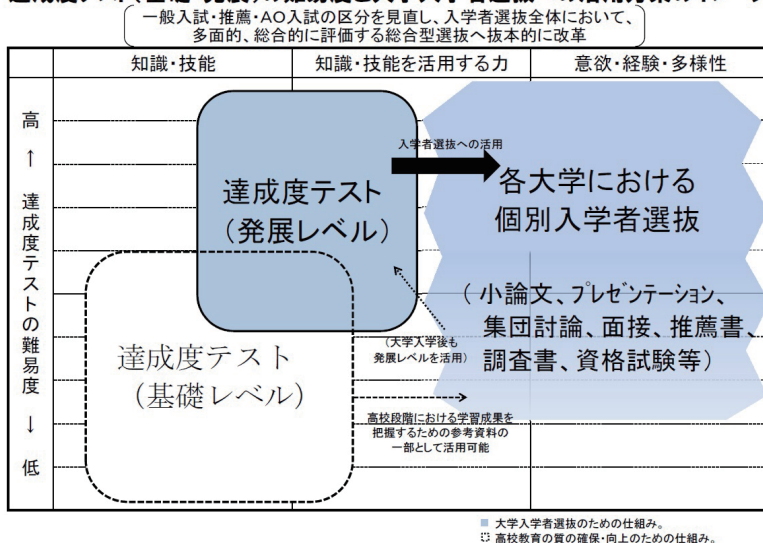 一般入試・推薦・AO入試の区分を見直し、入学者選抜全体において、
多面的、総合的に評価する総合型選抜へ抜本的に改革
知識・技能
知識・技能を活用する力
意欲・経験・多様性
高
↑
達成度テストの難易度
↓
低
達成度テスト
（発展レベル）
入学者選抜への活用
各大学における
個別入学者選抜
（小論文、プレゼンテーション、
集団討論、面接、推薦書、
調査書、資格試験等）
（大学入学後も
発展レベルを活用）
達成度テスト
（基礎レベル）
高校段階における学習成果を
把握するための参考資料の
一部として活用可能
大学入学者選抜のための仕組み。
高校教育の質の確保・向上のための仕組み。